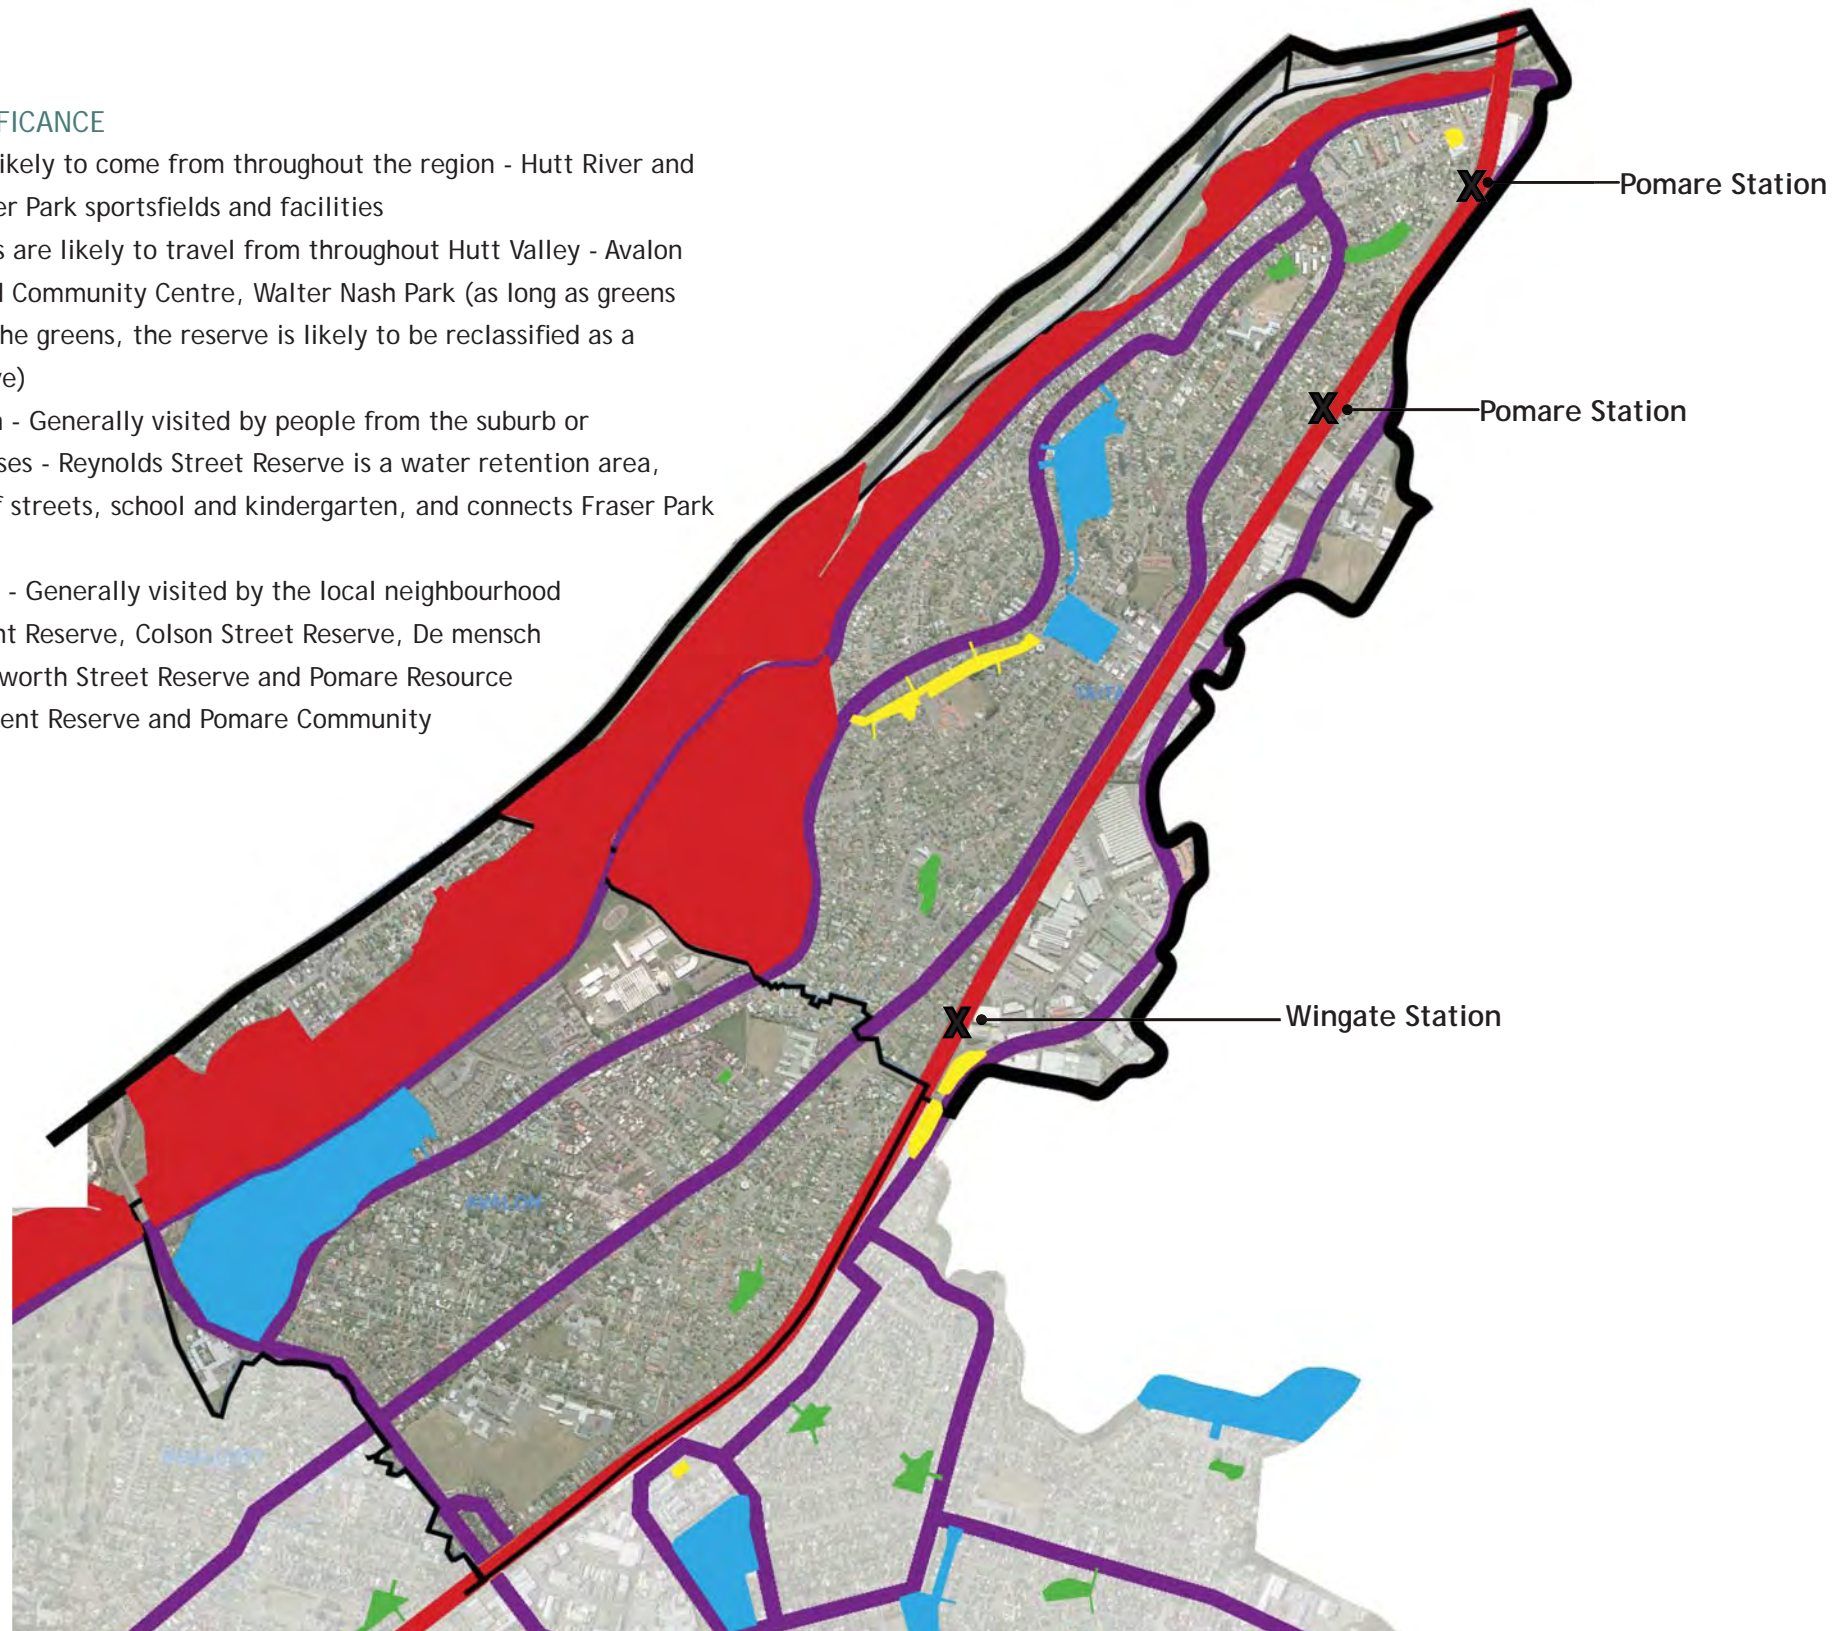 FICANCE
ikely to come from throughout the region - Hutt River and
er Park sportsfields and facilities
s are likely to travel from throughout Hutt Valley - Avalon
l Community Centre, Walter Nash Park (as long as greens
he greens, the reserve is likely to be reclassified as a
ve)
n - Generally visited by people from the suburb or
ses - Reynolds Street Reserve is a water retention area,
f streets, school and kindergarten, and connects Fraser Park
- Generally visited by the local neighbourhood
nt Reserve, Colson Street Reserve, De mensch
worth Street Reserve and Pomare Resource
ent Reserve and Pomare Community
X
Pomare Station
X
Pomare Station
TAITA
X
Wingate Station
AVALON